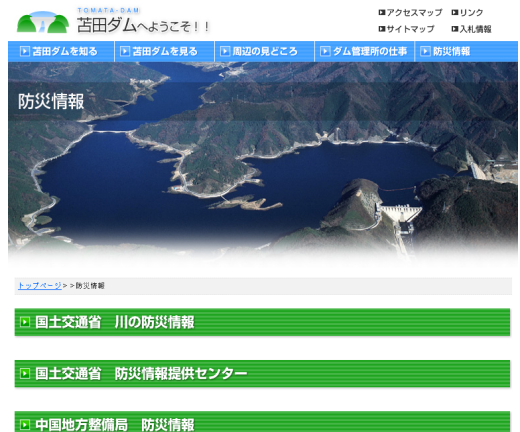 TOMATA-DAM
苫田ダムへようこそ！！
アクセスマップ リンク
サイトマップ 入札情報
苫田ダムを知る 苫田ダムを見る 周辺の見どころ ダム管理所の仕事 防災情報
防災情報
トップページ> >防災情報
国土交通省 川の防災情報
国土交通省 防災情報提供センター
中国地方整備局 防災情報